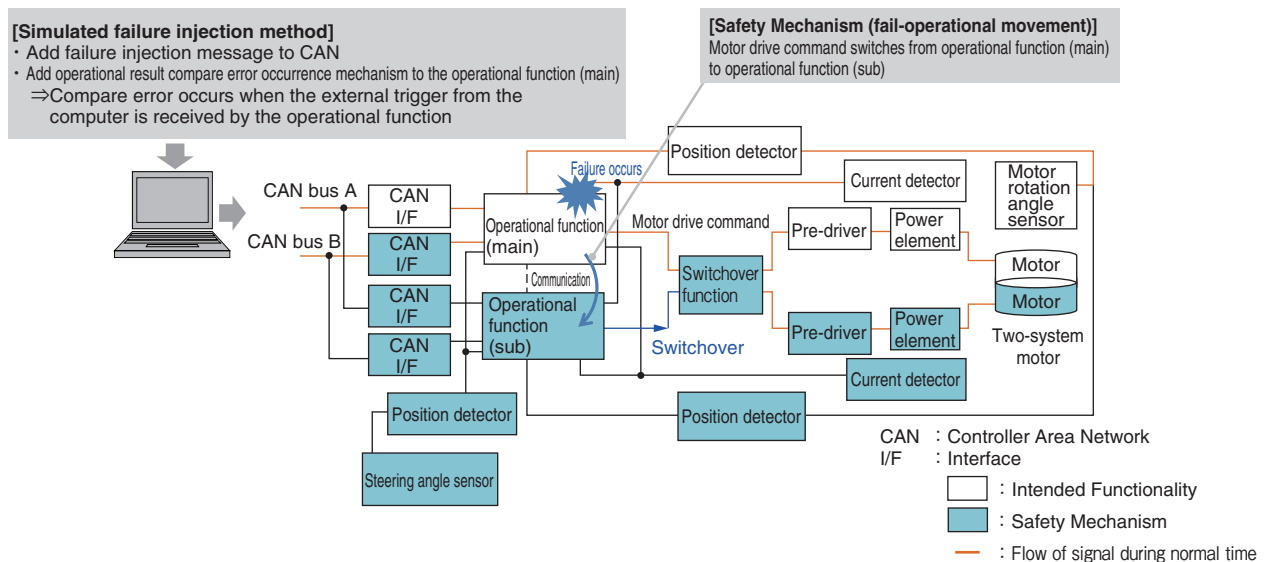 [Simulated failure injection method]
・Add failure injection message to CAN
・Add operational result compare error occurrence mechanism to the operational function (main)
⇒Compare error occurs when the external trigger from the
computer is received by the operational function
[Safety Mechanism (fail-operational movement)]
Motor drive command switches from operational function (main)
to operational function (sub)
CAN bus A
CAN bus B
CAN
I/F
CAN
I/F
CAN
I/F
CAN
I/F
Failure occurs
Operational function
(main)
Communication
Operational
function
(sub)
Position detector
Steering angle sensor
Position detector
Motor drive command
Switchover
function
Switchover
Position detector
Current detector
Pre-driver
Power
element
Pre-driver
Power
element
Current detector
Motor
rotation
angle
sensor
Motor
Motor
Two-system
motor
CAN : Controller Area Network
I/F : Interface
: Intended Functionality
: Safety Mechanism
: Flow of signal during normal time